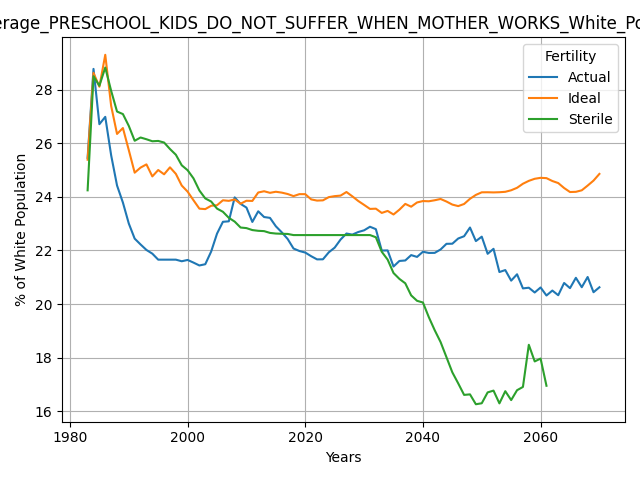 erage_PRESCHOOL_KIDS_DO_NOT_SUFFER_WHEN_MOTHER_WORKS_White_Po
Fertility
Actual
Ideal
Sterile
% of White Population
28
26
24
22
20
18
16
1980
2000
2020
2040
2060
Years